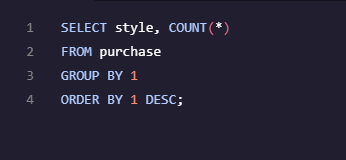 1 SELECT style, COUNT(*)
2 FROM purchase
3 GROUP BY 1
4 ORDER BY 1 DESC;